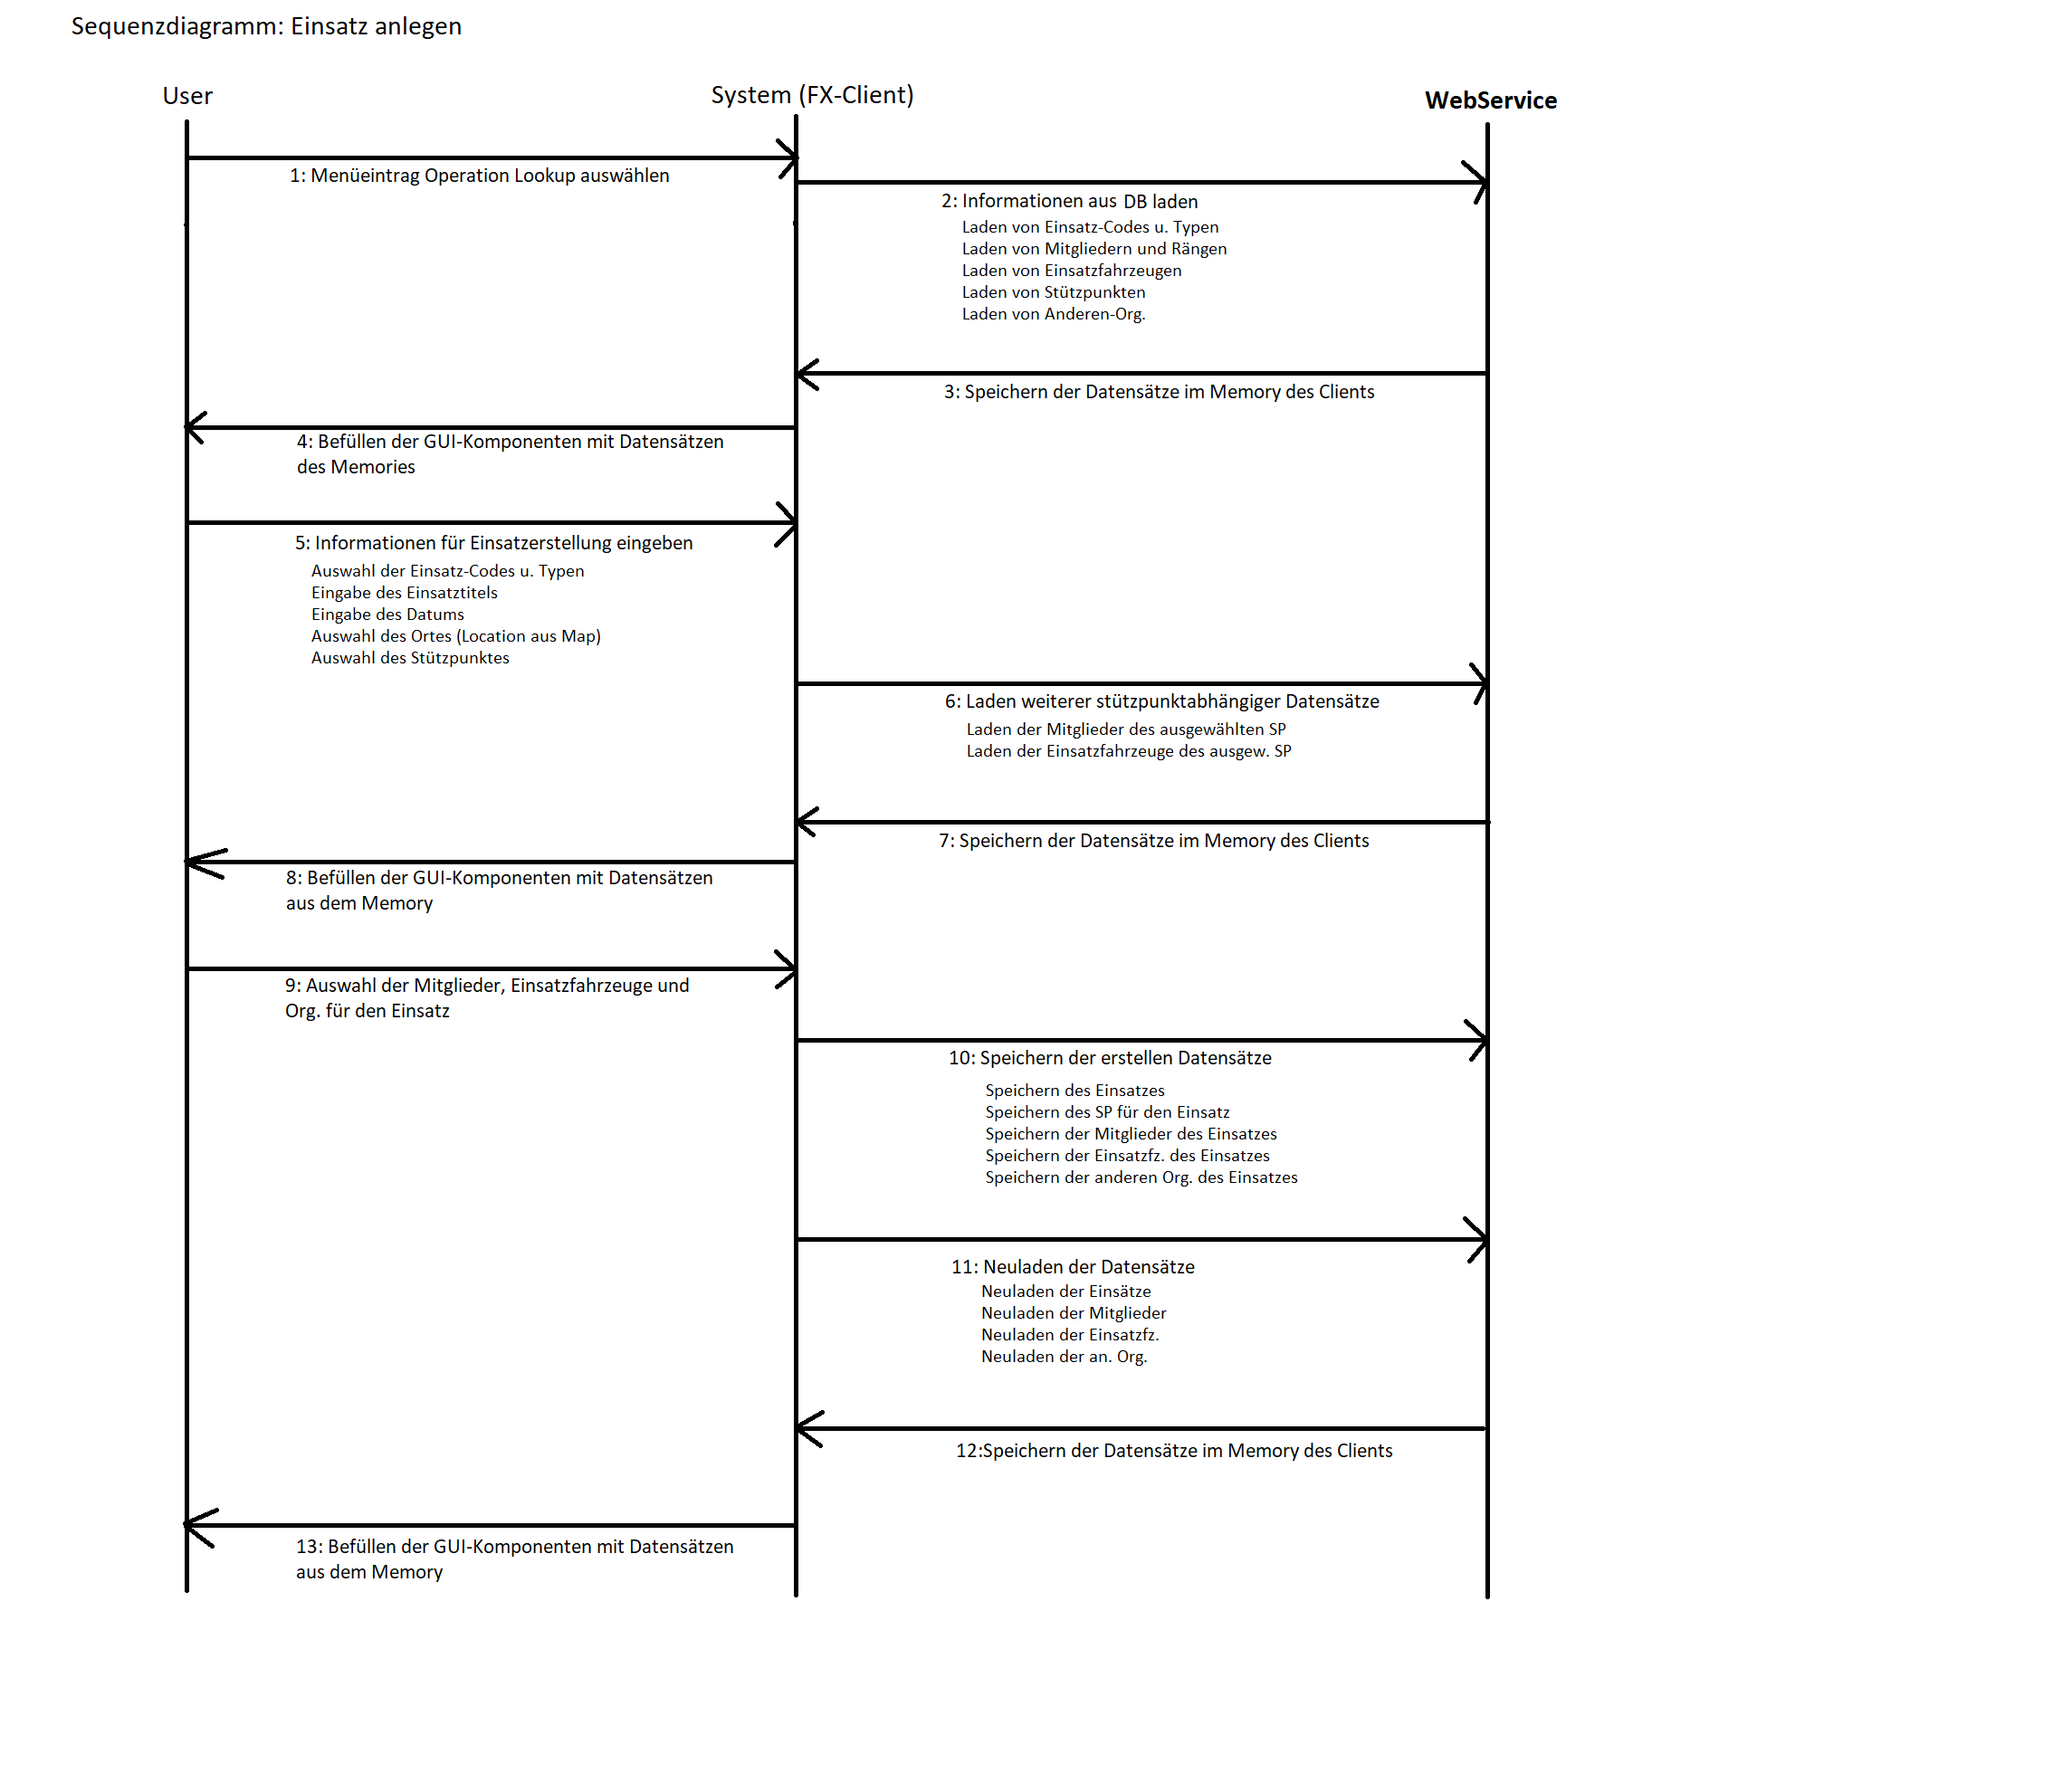 Sequenzdiagramm: Einsatz anlegen
User
System (FX-Client)
WebService
1: Menüeintrag Operation Lookup auswählen
2: Informationen aus DB laden
Laden von Einsatz-Codes u. Typen
Laden von Mitgliedern und Rängen
Laden von Einsatzfahrzeugen
Laden von Stützpunkten
Laden von Anderen-Org.
3: Speichern der Datensätze im Memory des Clients
4: Befüllen der GUI-Komponenten mit Datensätzen
des Memories
5: Informationen für Einsatzerstellung eingeben
Auswahl der Einsatz-Codes u. Typen
Eingabe des Einsatztitels
Eingabe des Datums
Auswahl des Ortes (Location aus Map)
Auswahl des Stützpunktes
6: Laden weiterer stützpunktabhängiger Datensätze
Laden der Mitglieder des ausgewählten SP
Laden der Einsatzfahrzeuge des ausgew. SP
7: Speichern der Datensätze im Memory des Clients
8: Befüllen der GUI-Komponenten mit Datensätzen
aus dem Memory
9: Auswahl der Mitglieder, Einsatzfahrzeuge und
Org. für den Einsatz
10: Speichern der erstellen Datensätze
Speichern des Einsatzes
Speichern des SP für den Einsatz
Speichern der Mitglieder des Einsatzes
Speichern der Einsatzfz. des Einsatzes
Speichern der anderen Org. des Einsatzes
11: Neuladen der Datensätze
Neuladen der Einsätze
Neuladen der Mitglieder
Neuladen der Einsatzfz.
Neuladen der an. Org.
12:Speichern der Datensätze im Memory des Clients
13: Befüllen der GUI-Komponenten mit Datensätzen
aus dem Memory